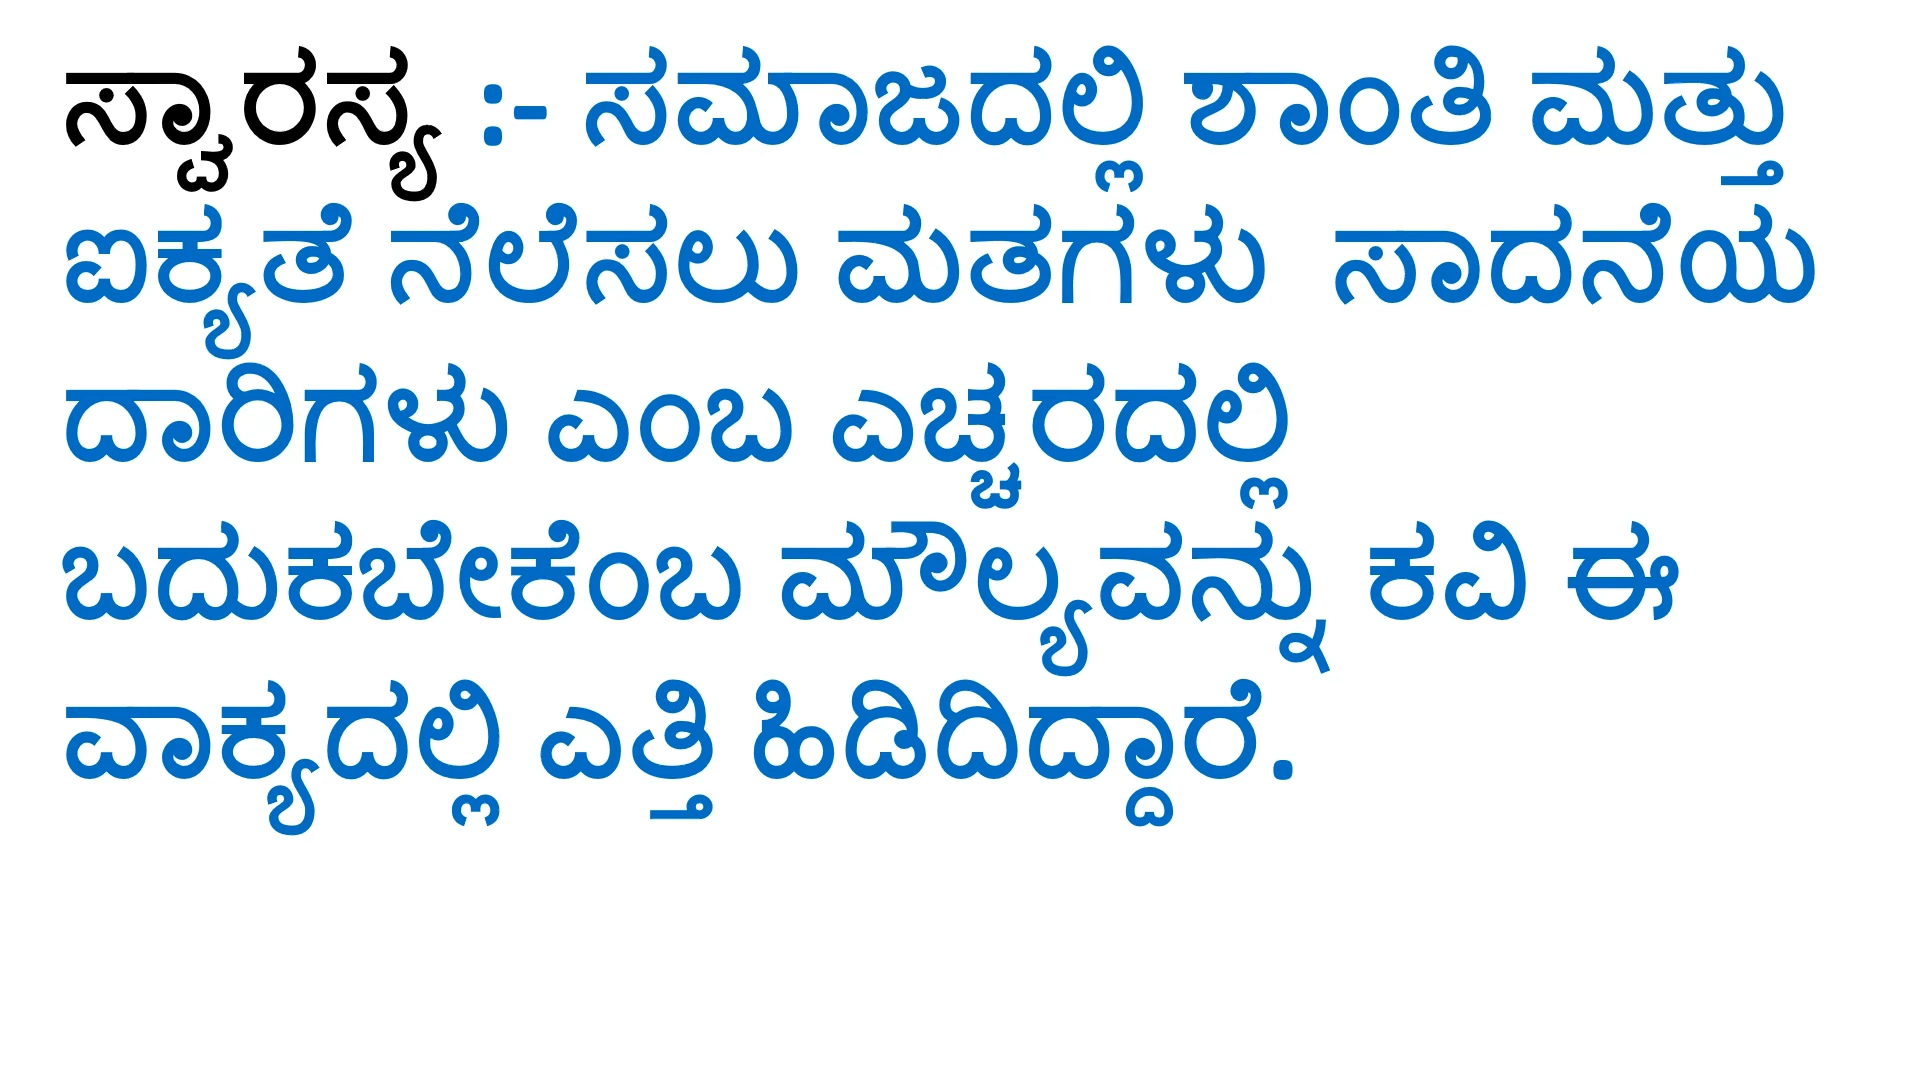 ಸ್ವಾರಸ್ಯ :- ಸಮಾಜದಲ್ಲಿ ಶಾಂತಿ ಮತ್ತು
ಐಕ್ಯತೆ ನೆಲೆಸಲು ಮತಗಳು ಸಾದನೆಯ
ದಾರಿಗಳು ಎಂಬ ಎಚ್ಚರದಲ್ಲಿ
ಬದುಕಬೇಕೆಂಬ ಮೌಲ್ಯವನ್ನು ಕವಿ ಈ
ವಾಕ್ಯದಲ್ಲಿ ಎತ್ತಿ ಹಿಡಿದಿದ್ದಾರೆ.